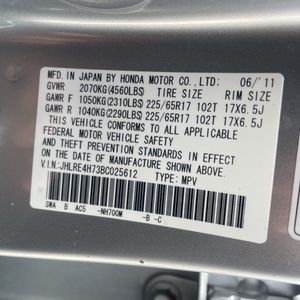 MFD. IN JAPAN BY HONDA MOTOR CO., LTD: 06/'11
GVWR 2070KG(4560LBS) TIRE SIZE RIM SIZE
GAWR F 1050KG(2310LBS) 225/65R17 102T 17X6.5J
GAWR R 1040KG(2290LBS) 225/65R17 102T 17X6.5J
THIS VEHICLE CONFORMS TO ALL APPLICABLE
FEDERAL MOTOR VEHICLE SAFETY
AND THEFT PREVENTION STANDARDS IN EFFECT ON
THE DATE OF MANUFACTURE SHOWN ABOVE.
V.I.N:JHLRE4H73BC025612 TYPE: MPV
SWA B AC5 -NH700M -B -C